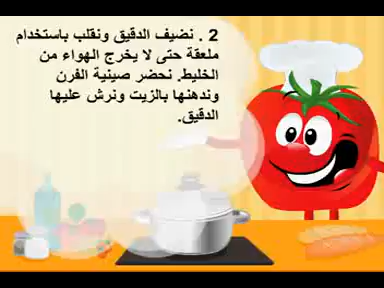 2 . نضيف الدقيق ونقلب باستخدام
ملعقة حتى لا يخرج الهواء من
الخليط. نحضر صينية الفرن
وندهنها بالزيت ونرش عليها
الدقيق.